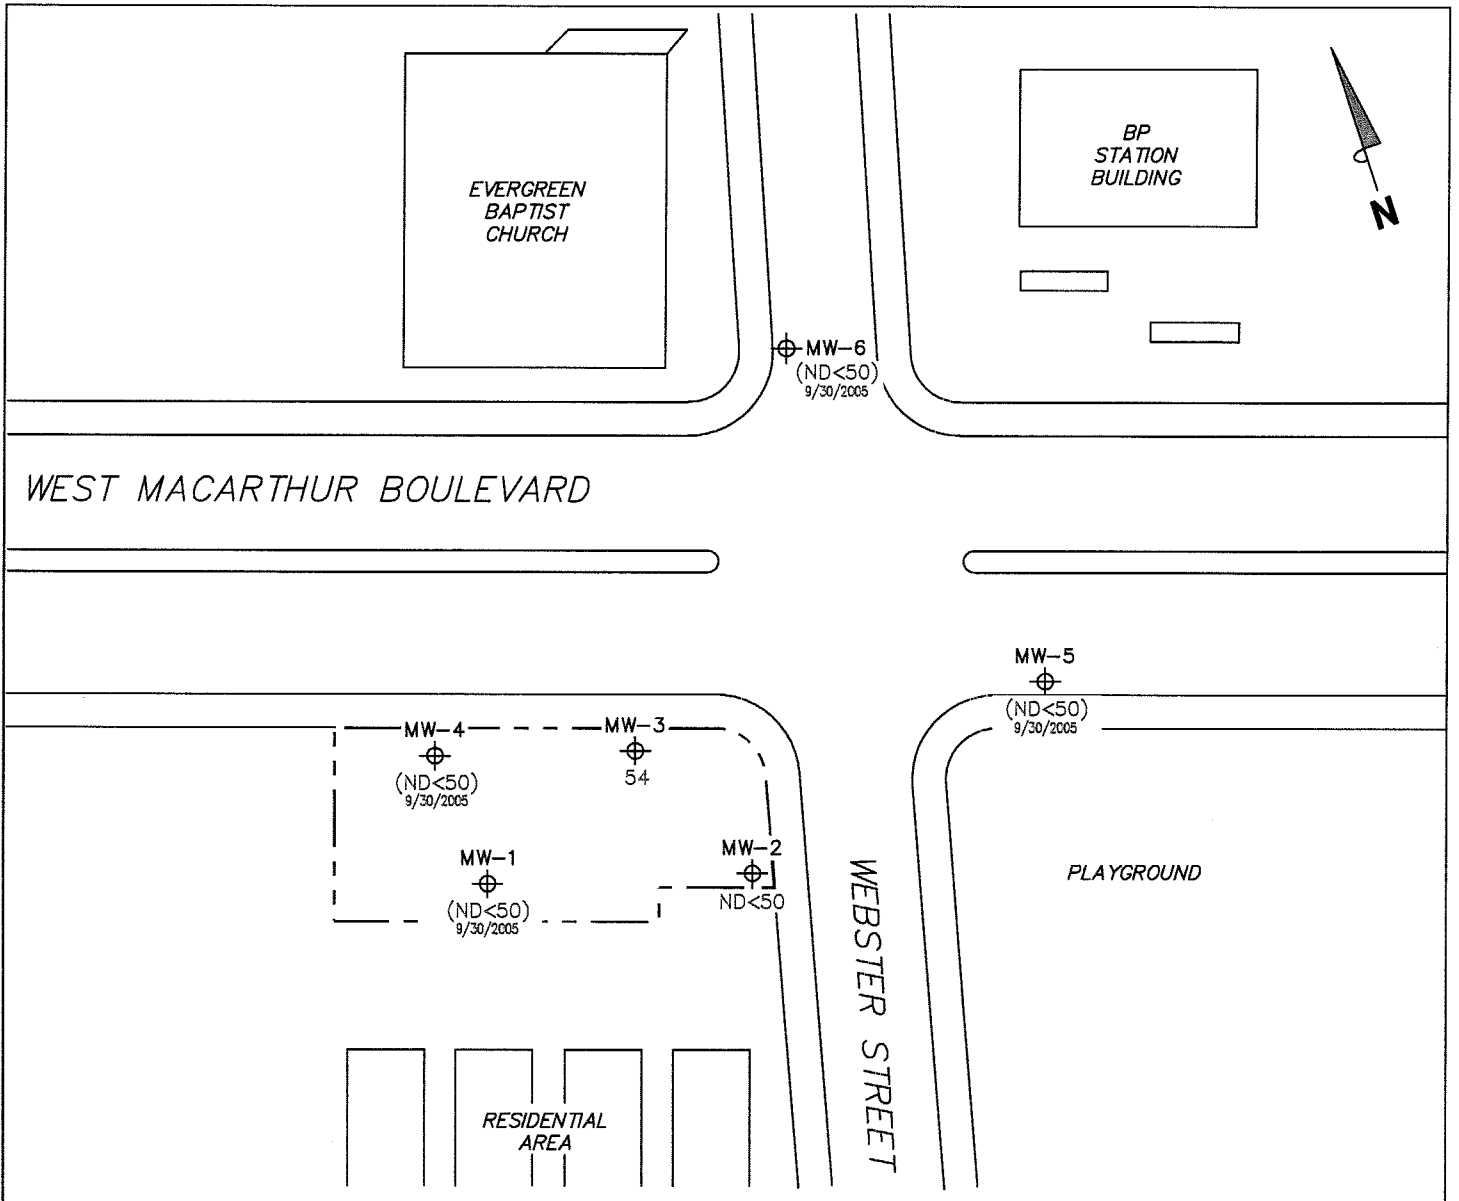 EVERGREEN
BAPTIST
CHURCH
BP
STATION
BUILDING
N
MW-6
(ND<50)
9/30/2005
WEST MACARTHUR BOULEVARD
MW-5
(ND<50)
9/30/2005
MW-4
(ND<50)
9/30/2005
MW-3
54
MW-1
(ND<50)
9/30/2005
MW-2
ND<50
WEBSTER STREET
PLAYGROUND
RESIDENTIAL
AREA